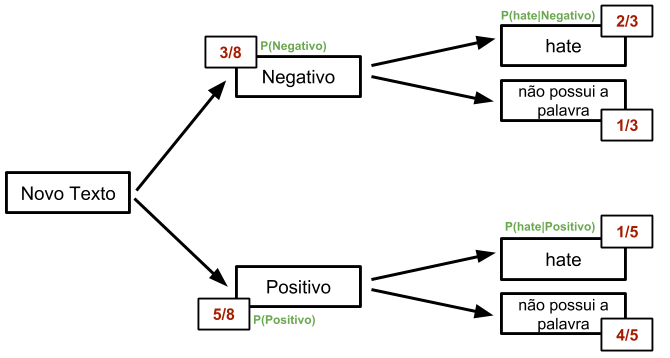 P(hate|Negativo)
2/3
3/8
P(Negativo)
hate
Negativo
não possui a
palavra
1/3
Novo Texto
P(hate|Positivo)
1/5
hate
Positivo
não possui a
palavra
5/8
P(Positivo)
4/5